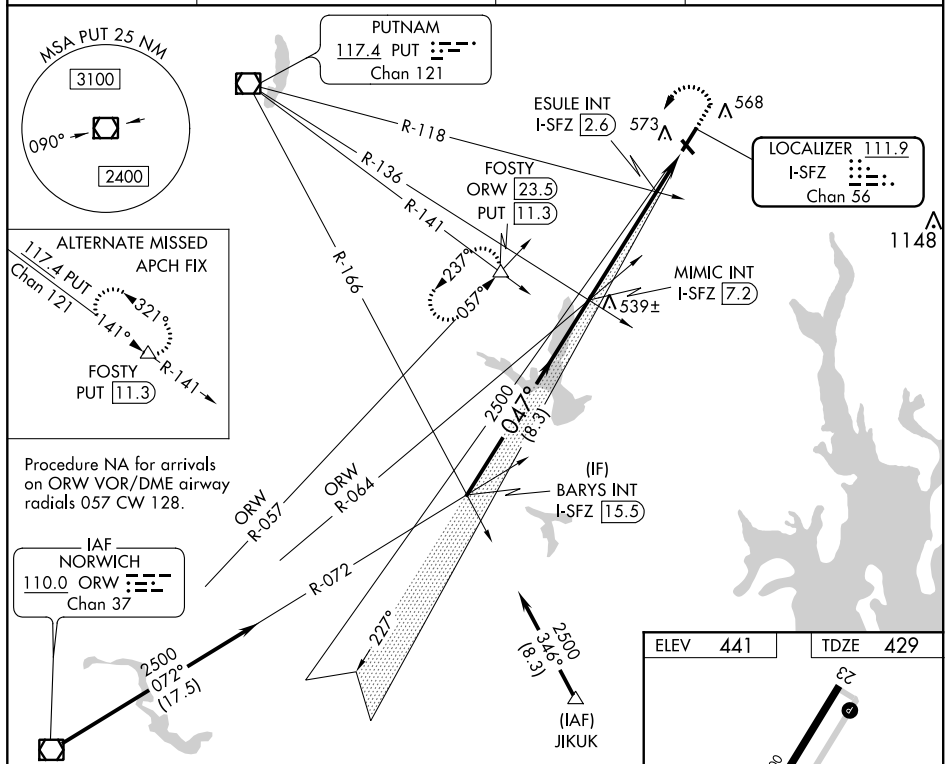 MSA PUT 25 NM
3100
090°
2400
PUTNAM
117.4 PUT
Chan 121
ESULE INT
I-SFZ 2.6
573
568
LOCALIZER 111.9
I-SFZ
Chan 56
1148
R-118
R-136
R-141
R-166
FOSTY
ORW 23.5
PUT 11.3
237°
057°
MIMIC INT
I-SFZ 7.2
539±
ALTERNATE MISSED
APCH FIX
117.4 PUT
Chan 121
321°
141°
R-141
FOSTY
PUT 11.3
2500
047°
(8.3)
Procedure NA for arrivals
on ORW VOR/DME airway
radials 057 CW 128.
ORW
R-057
ORW
R-064
(IF)
BARYS INT
I-SFZ 15.5
IAF
NORWICH
110.0 ORW
Chan 37
R-072
2500
072°
(17.5)
227°
2500
346°
(8.3)
(IAF)
JIKUK
ELEV 441
TDZE 429
23
P